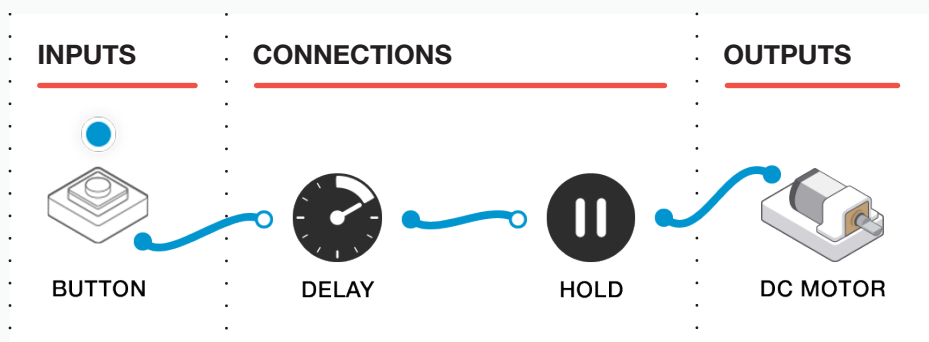 INPUTS
CONNECTIONS
OUTPUTS
BUTTON
DELAY
HOLD
DC MOTOR